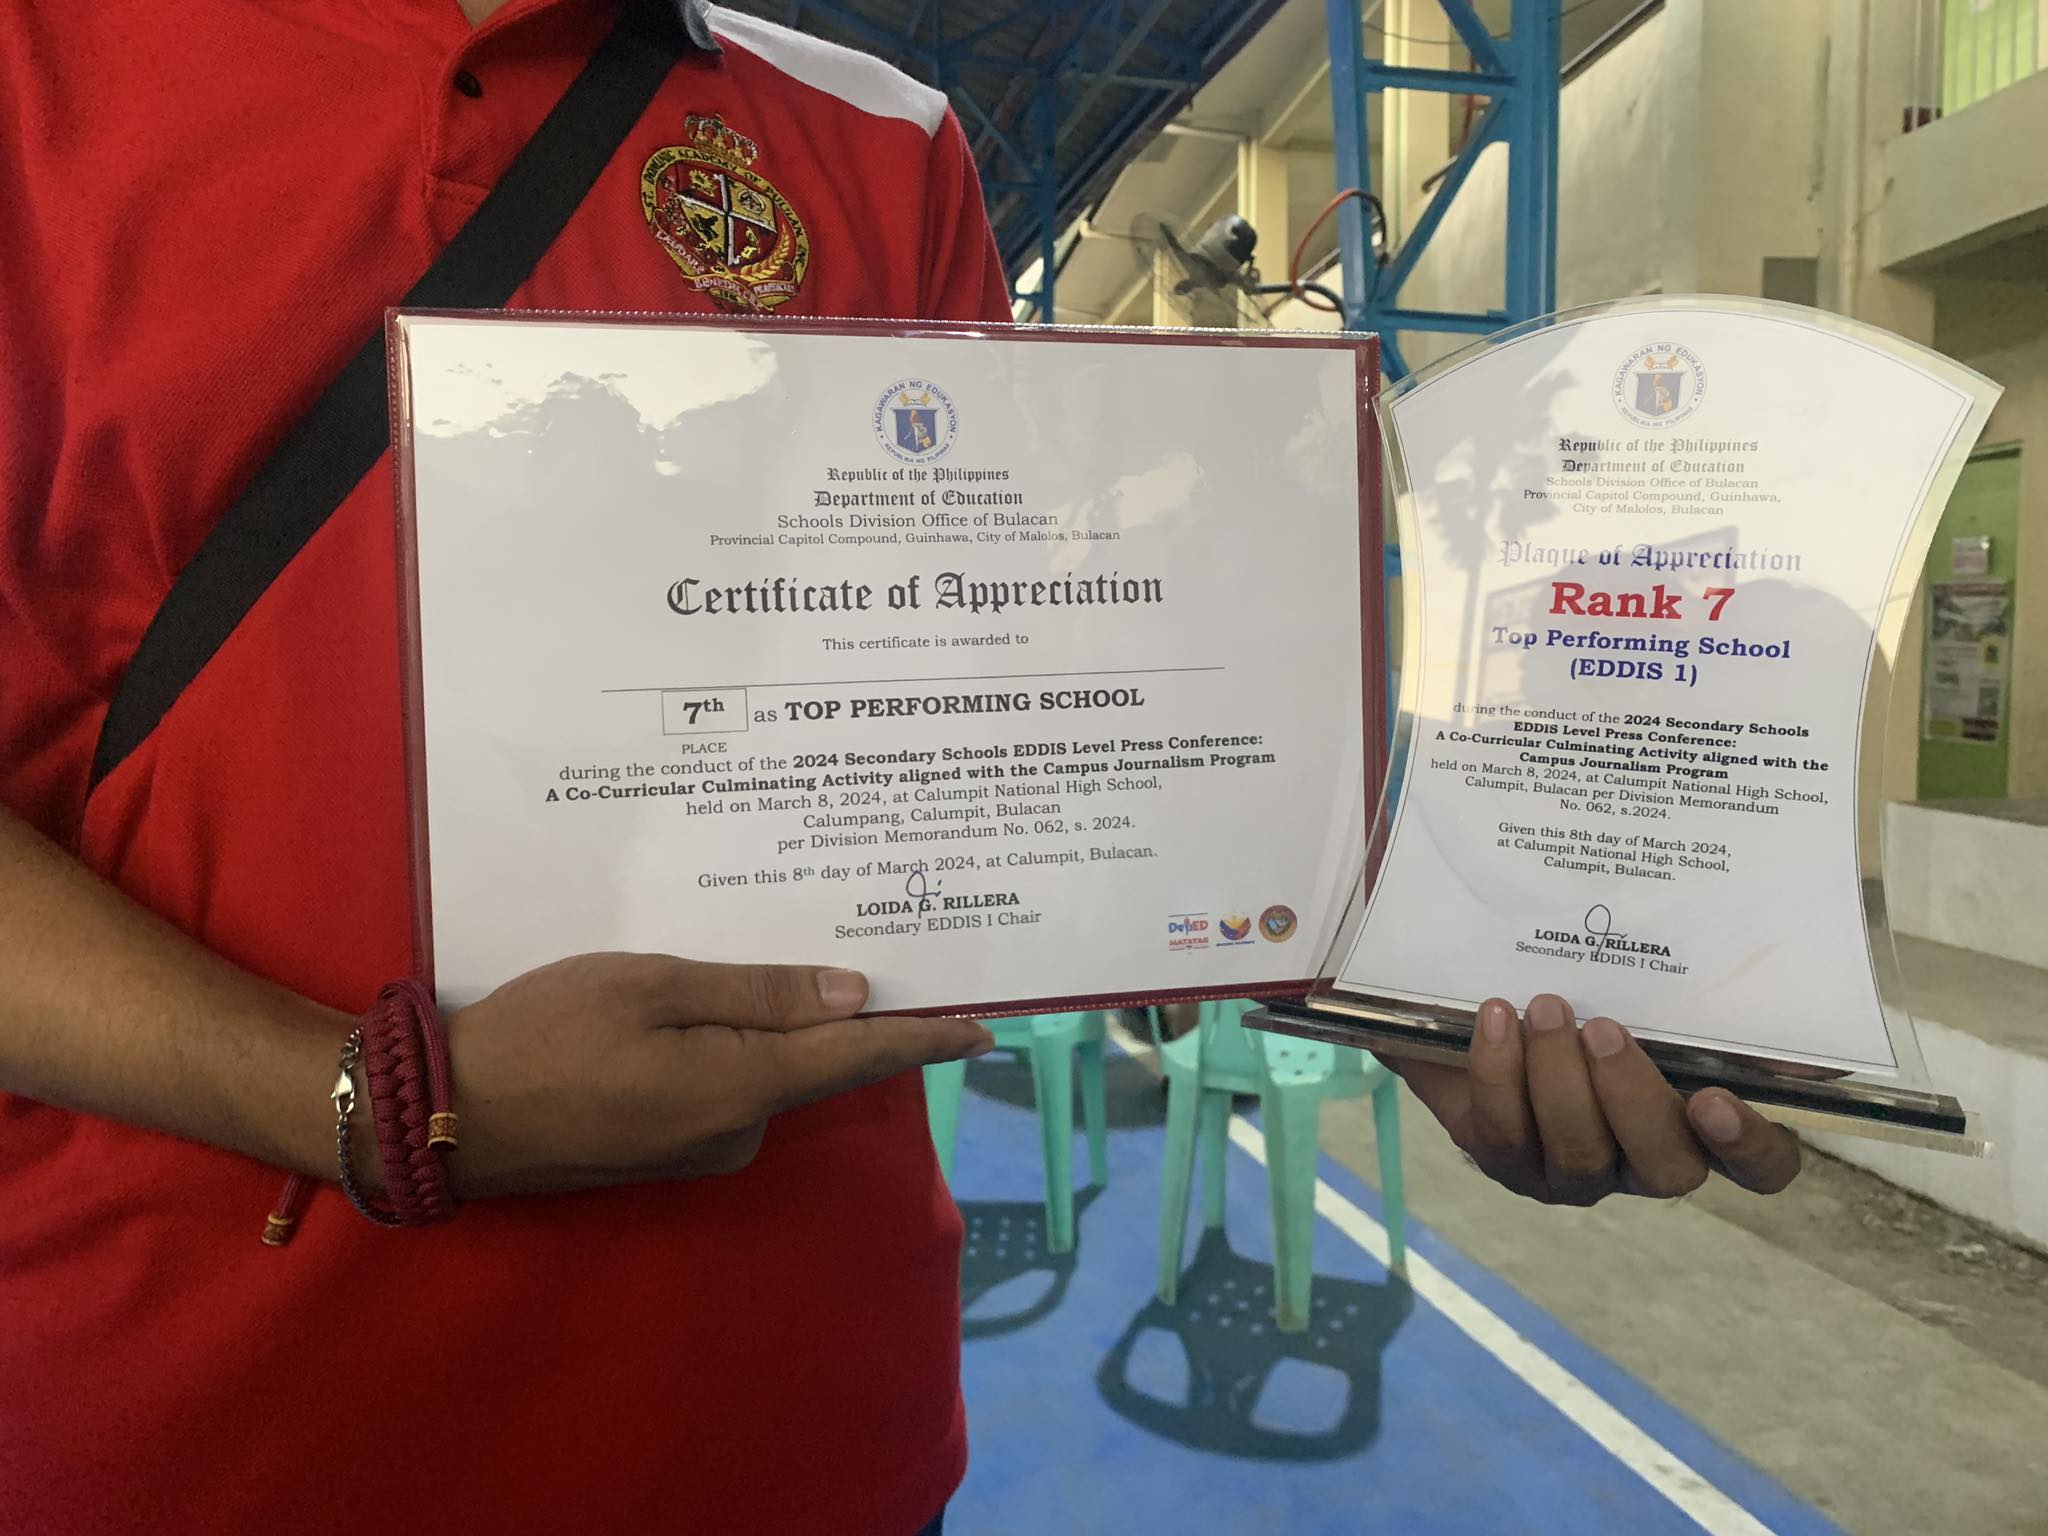 ST. DOMINIC ACADEMY OF PULILAN
LAUDARE
BENEDICERE
PRAEDICARE
KAGAWARAN NG EDUKASYON
REPUBLIKA NG PILIPINAS
Republic of the Philippines
Department of Education
Schools Division Office of Bulacan
Provincial Capitol Compound, Guinhawa, City of Malolos, Bulacan
Certificate of Appreciation
This certificate is awarded to
7th as TOP PERFORMING SCHOOL
PLACE
during the conduct of the 2024 Secondary Schools EDDIS Level Press Conference:
A Co-Curricular Culminating Activity aligned with the Campus Journalism Program
held on March 8, 2024, at Calumpit National High School,
Calumpang, Calumpit, Bulacan
per Division Memorandum No. 062, s. 2024.
Given this 8th day of March 2024, at Calumpit, Bulacan.
LOIDA G. RILLERA
Secondary EDDIS I Chair
DepED
MATATAG
KAGAWARAN NG EDUKASYON
REPUBLIKA NG PILIPINAS
Republic of the Philippines
Department of Education
Schools Division Office of Bulacan
Provincial Capitol Compound, Guinhawa,
City of Malolos, Bulacan
Plaque of Appreciation
Rank 7
Top Performing School
(EDDIS 1)
during the conduct of the 2024 Secondary Schools
EDDIS Level Press Conference:
A Co-Curricular Culminating Activity aligned with the
Campus Journalism Program
held on March 8, 2024, at Calumpit National High School,
Calumpit, Bulacan per Division Memorandum
No. 062, s.2024.
Given this 8th day of March 2024,
at Calumpit National High School,
Calumpit, Bulacan.
LOIDA G. RILLERA
Secondary EDDIS I Chair